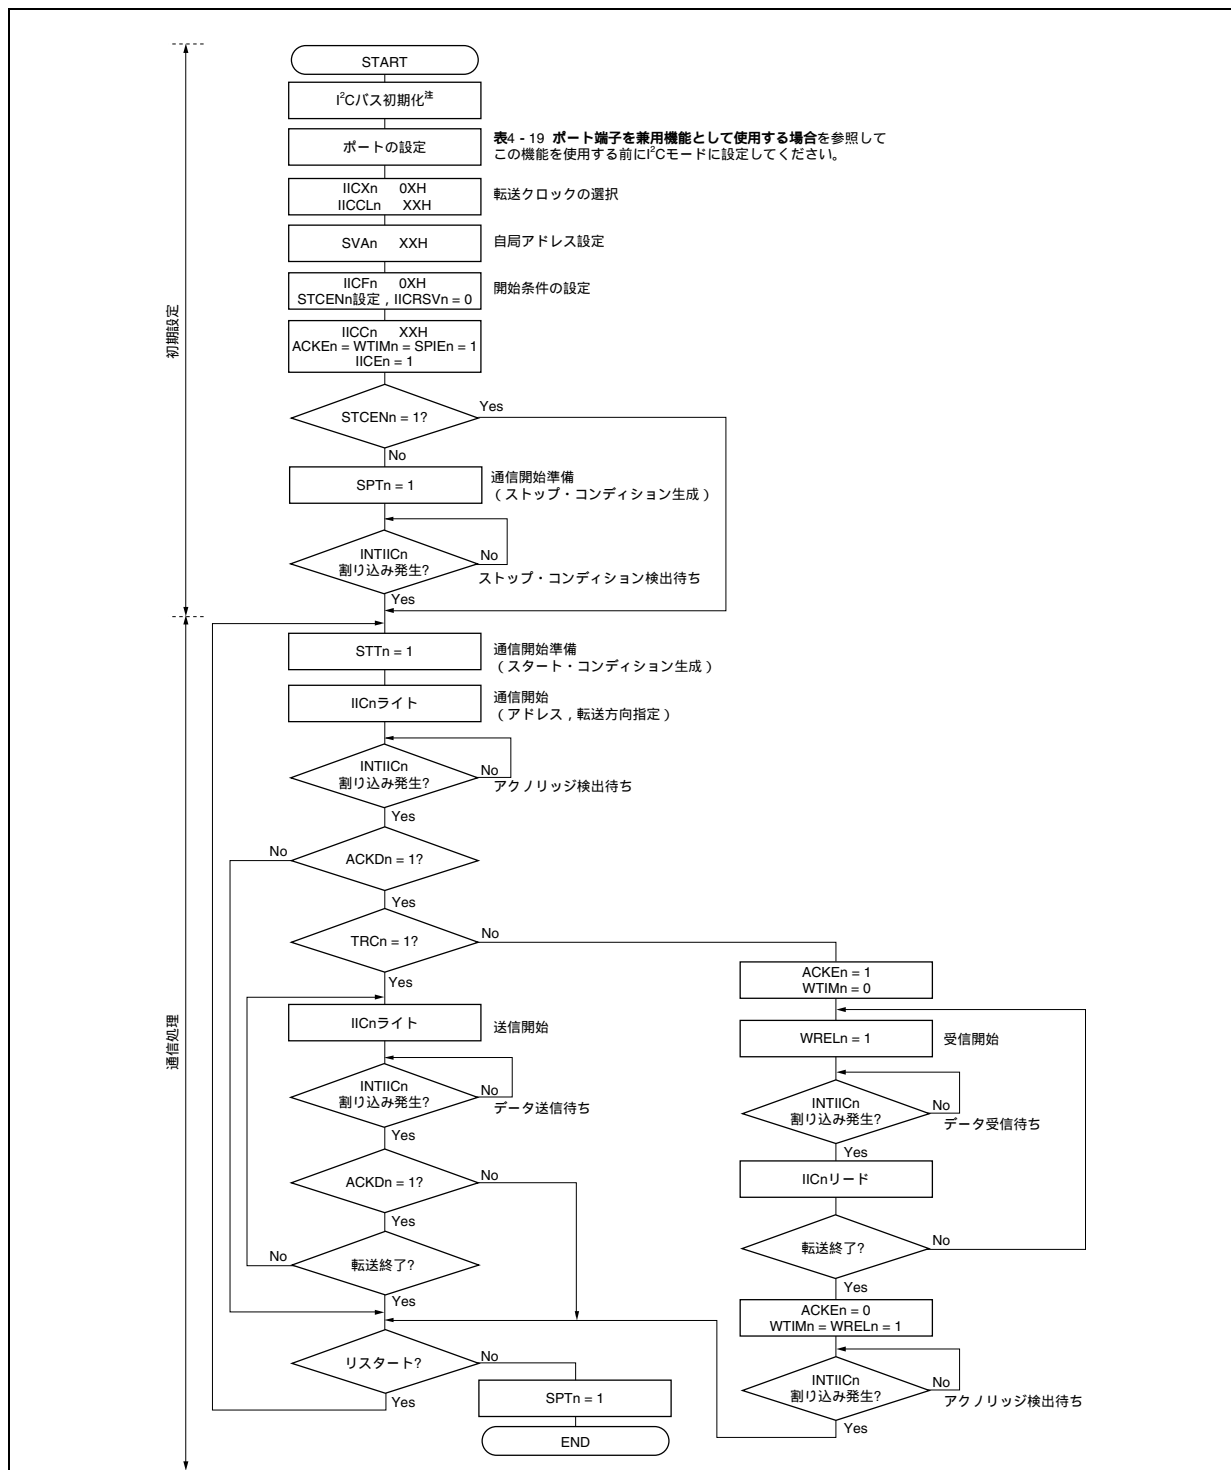 START
I²Cバス初期化注
ポートの設定
表4 - 19 ポート端子を兼用機能として使用する場合を参照して
この機能を使用する前にI²Cモードに設定してください。
IICXn 0XH
IICCLn XXH
転送クロックの選択
SVAn XXH
自局アドレス設定
IICFn 0XH
STCENn設定 , IICRSVn = 0
開始条件の設定
IICCn XXH
ACKEn = WTIMn = SPIEn = 1
IICEn = 1
初期設定
STCENn = 1?
Yes
No
SPTn = 1
通信開始準備
（ストップ・コンディション生成）
INTIICn
割り込み発生?
No
ストップ・コンディション検出待ち
Yes
STTn = 1
通信開始準備
（スタート・コンディション生成）
IICnライト
通信開始
（アドレス , 転送方向指定）
INTIICn
割り込み発生?
No
アクノリッジ検出待ち
Yes
ACKDn = 1?
No
Yes
TRCn = 1?
No
Yes
通信処理
IICnライト
送信開始
INTIICn
割り込み発生?
No
データ送信待ち
Yes
ACKDn = 1?
No
Yes
転送終了?
No
Yes
リスタート?
No
Yes
SPTn = 1
END
ACKEn = 1
WTIMn = 0
WRELn = 1
受信開始
INTIICn
割り込み発生?
No
データ受信待ち
Yes
IICnリード
転送終了?
No
Yes
ACKEn = 0
WTIMn = WRELn = 1
INTIICn
割り込み発生?
No
アクノリッジ検出待ち
Yes